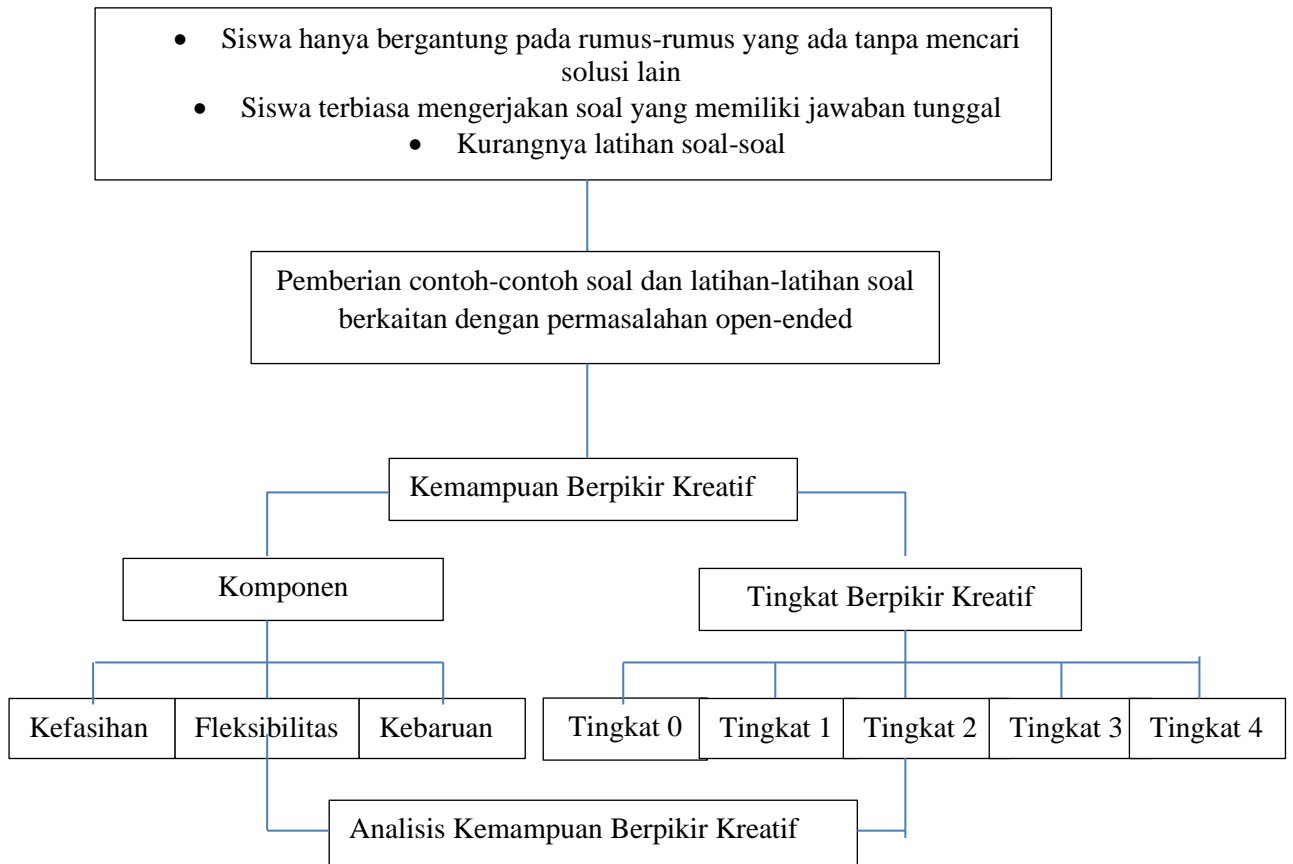 • Siswa hanya bergantung pada rumus-rumus yang ada tanpa mencari
solusi lain
• Siswa terbiasa mengerjakan soal yang memiliki jawaban tunggal
• Kurangnya latihan soal-soal
Pemberian contoh-contoh soal dan latihan-latihan soal
berkaitan dengan permasalahan open-ended
Kemampuan Berpikir Kreatif
Komponen
Tingkat Berpikir Kreatif
Kefasihan
Fleksibilitas
Kebaruan
Tingkat 0
Tingkat 1
Tingkat 2
Tingkat 3
Tingkat 4
Analisis Kemampuan Berpikir Kreatif